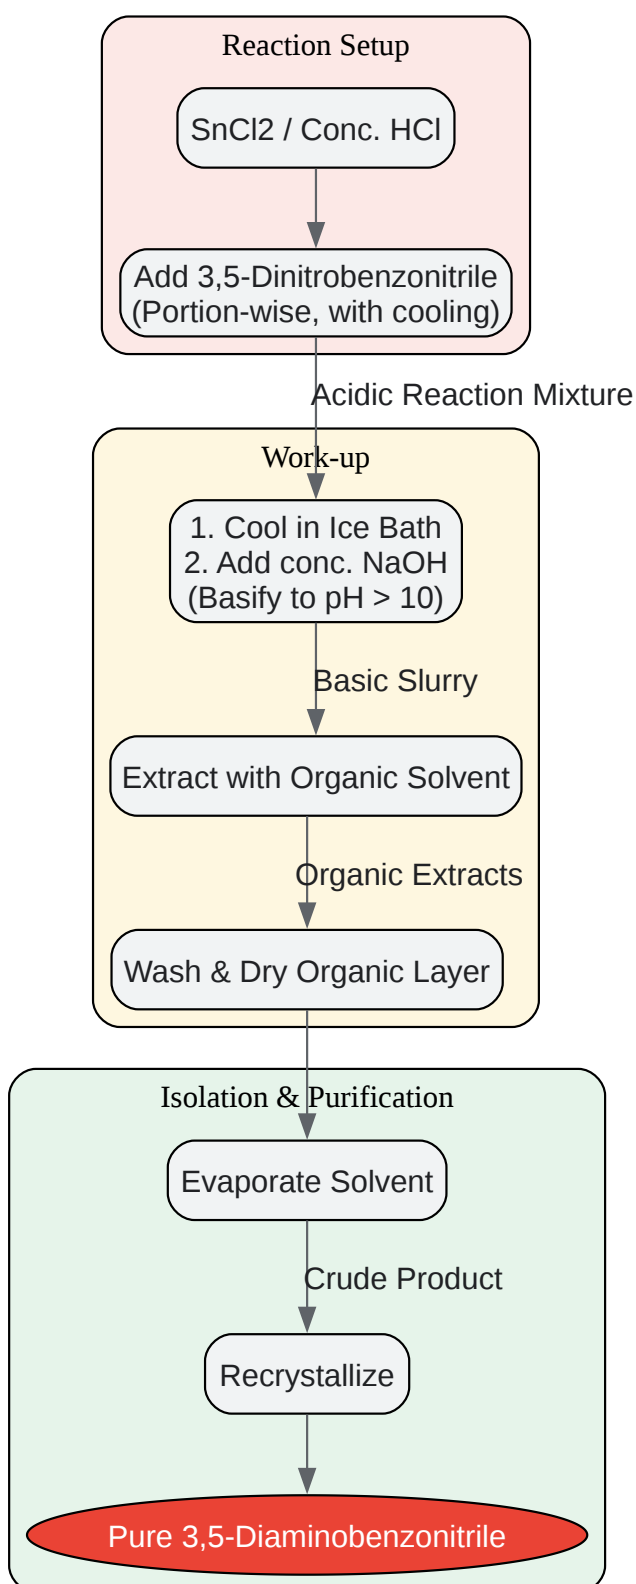 Reaction Setup
SnCl2 / Conc. HCl
Add 3,5-Dinitrobenzonitrile
(Portion-wise, with cooling)
Acidic Reaction Mixture
Work-up
1. Cool in Ice Bath
2. Add conc. NaOH
(Basify to pH > 10)
Basic Slurry
Extract with Organic Solvent
Organic Extracts
Wash & Dry Organic Layer
Isolation & Purification
Evaporate Solvent
Crude Product
Recrystallize
Pure 3,5-Diaminobenzonitrile